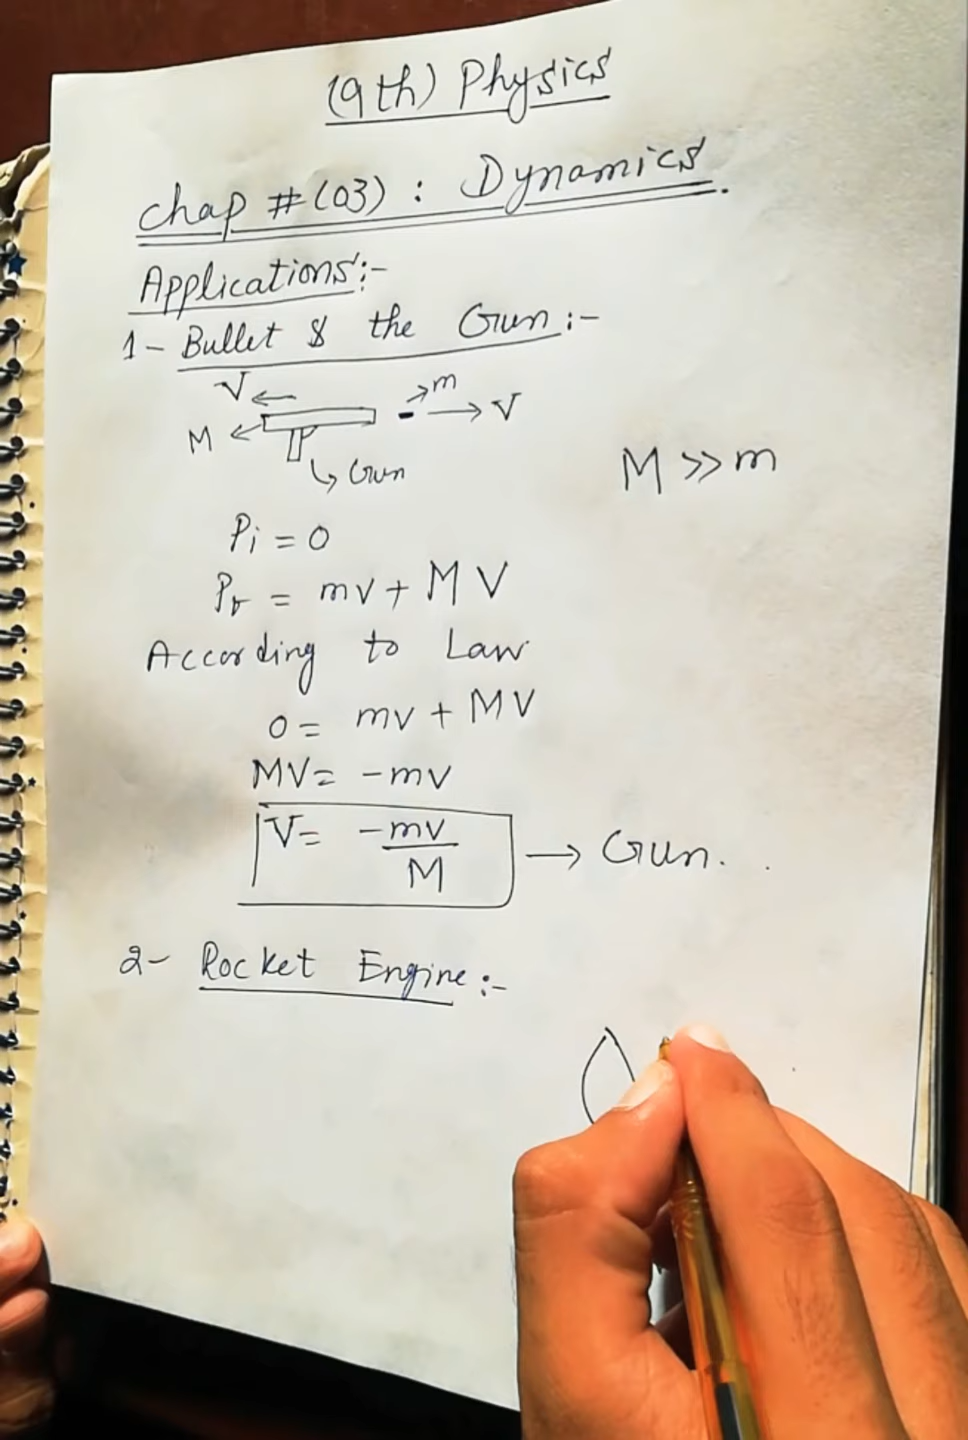 (9th) Physics
Chap # (03) : Dynamics.
Applications:-
1- Bullet & the Gun:-
V m
V
M
Gun
M >> m
Pi = 0
Pf = mv + MV
According to Law
0 = mv + MV
MV = -mv
V = -mv/M → Gun.
2- Rocket Engine:-